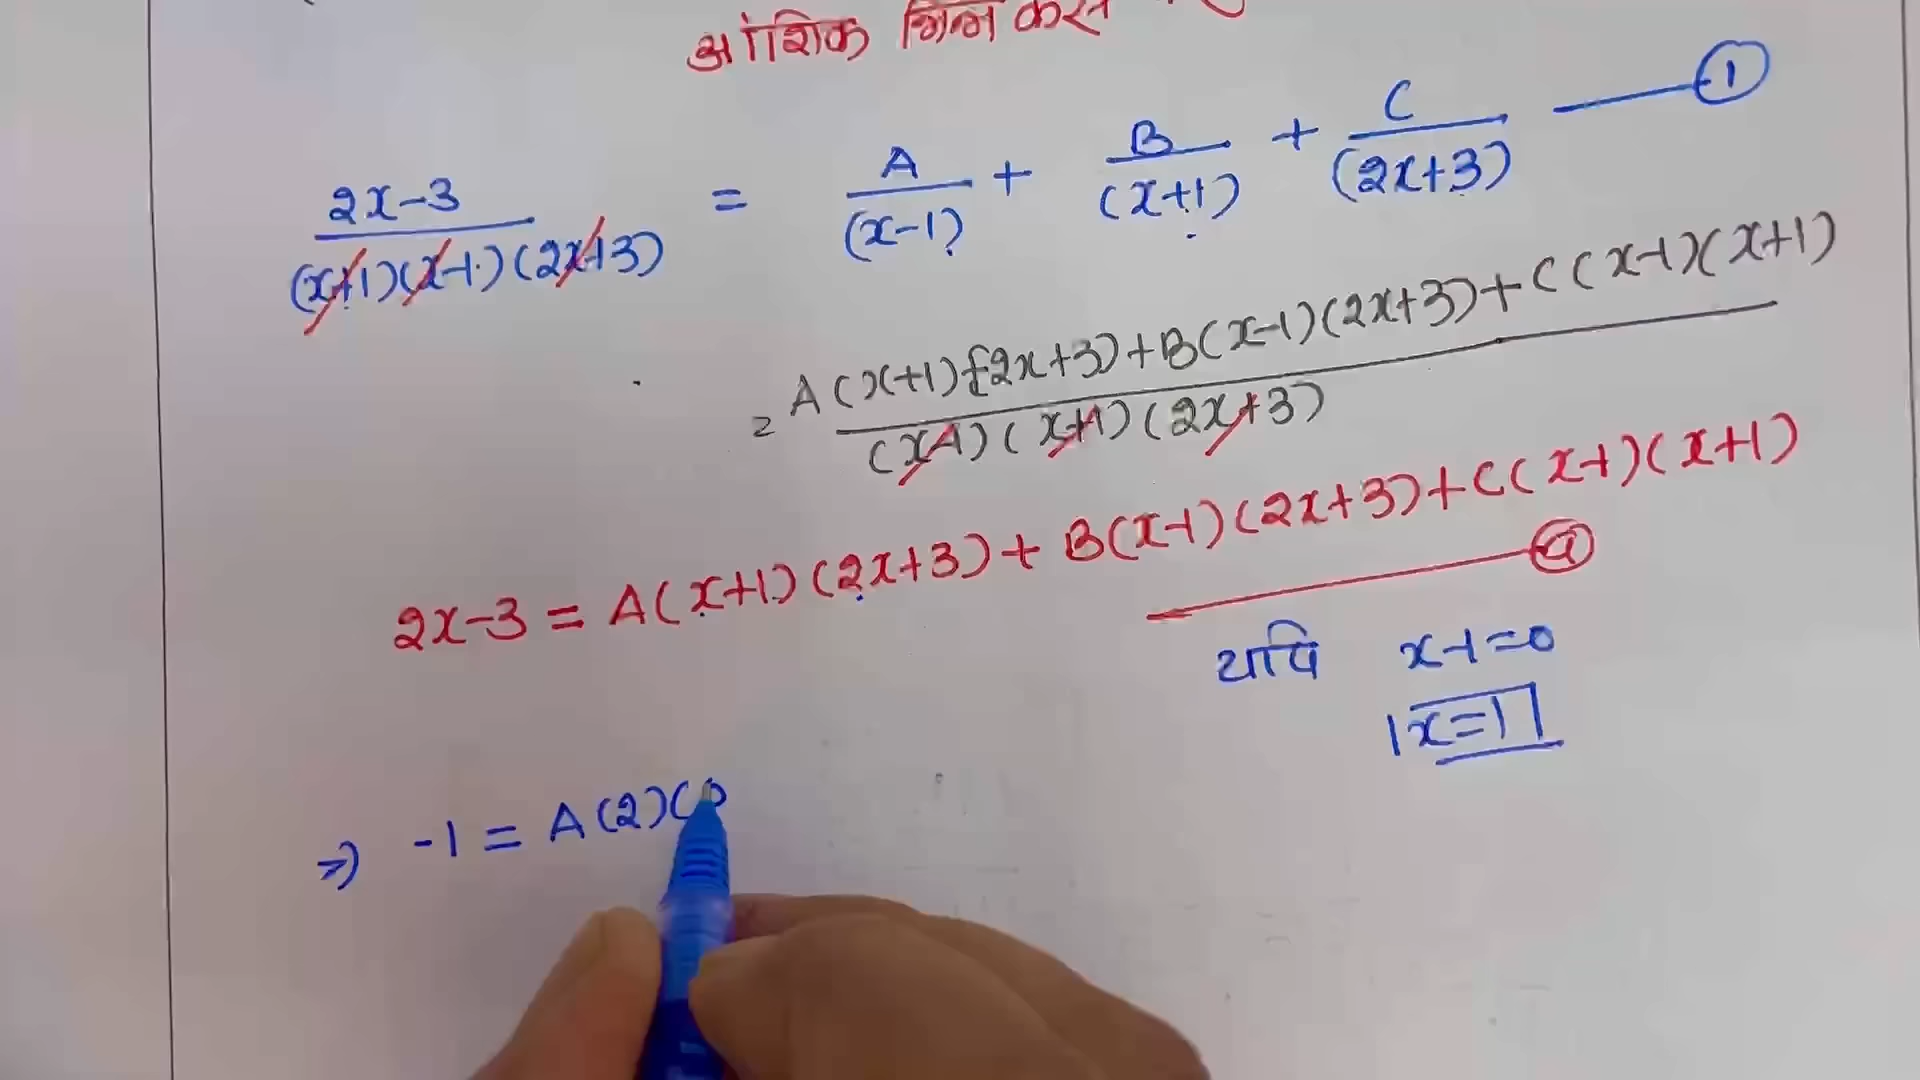 आंशिक भिन्न करने
2x-3 / (x+1)(x-1)(2x+3) = A/(x-1) + B/(x+1) + C/(2x+3) — ①
= A(x+1)(2x+3)+B(x-1)(2x+3)+C(x-1)(x+1) / (x-1)(x+1)(2x+3)
2x-3 = A(x+1)(2x+3)+B(x-1)(2x+3)+C(x-1)(x+1)
यदि x-1=0
x=1
⇒ -1 = A(2)(